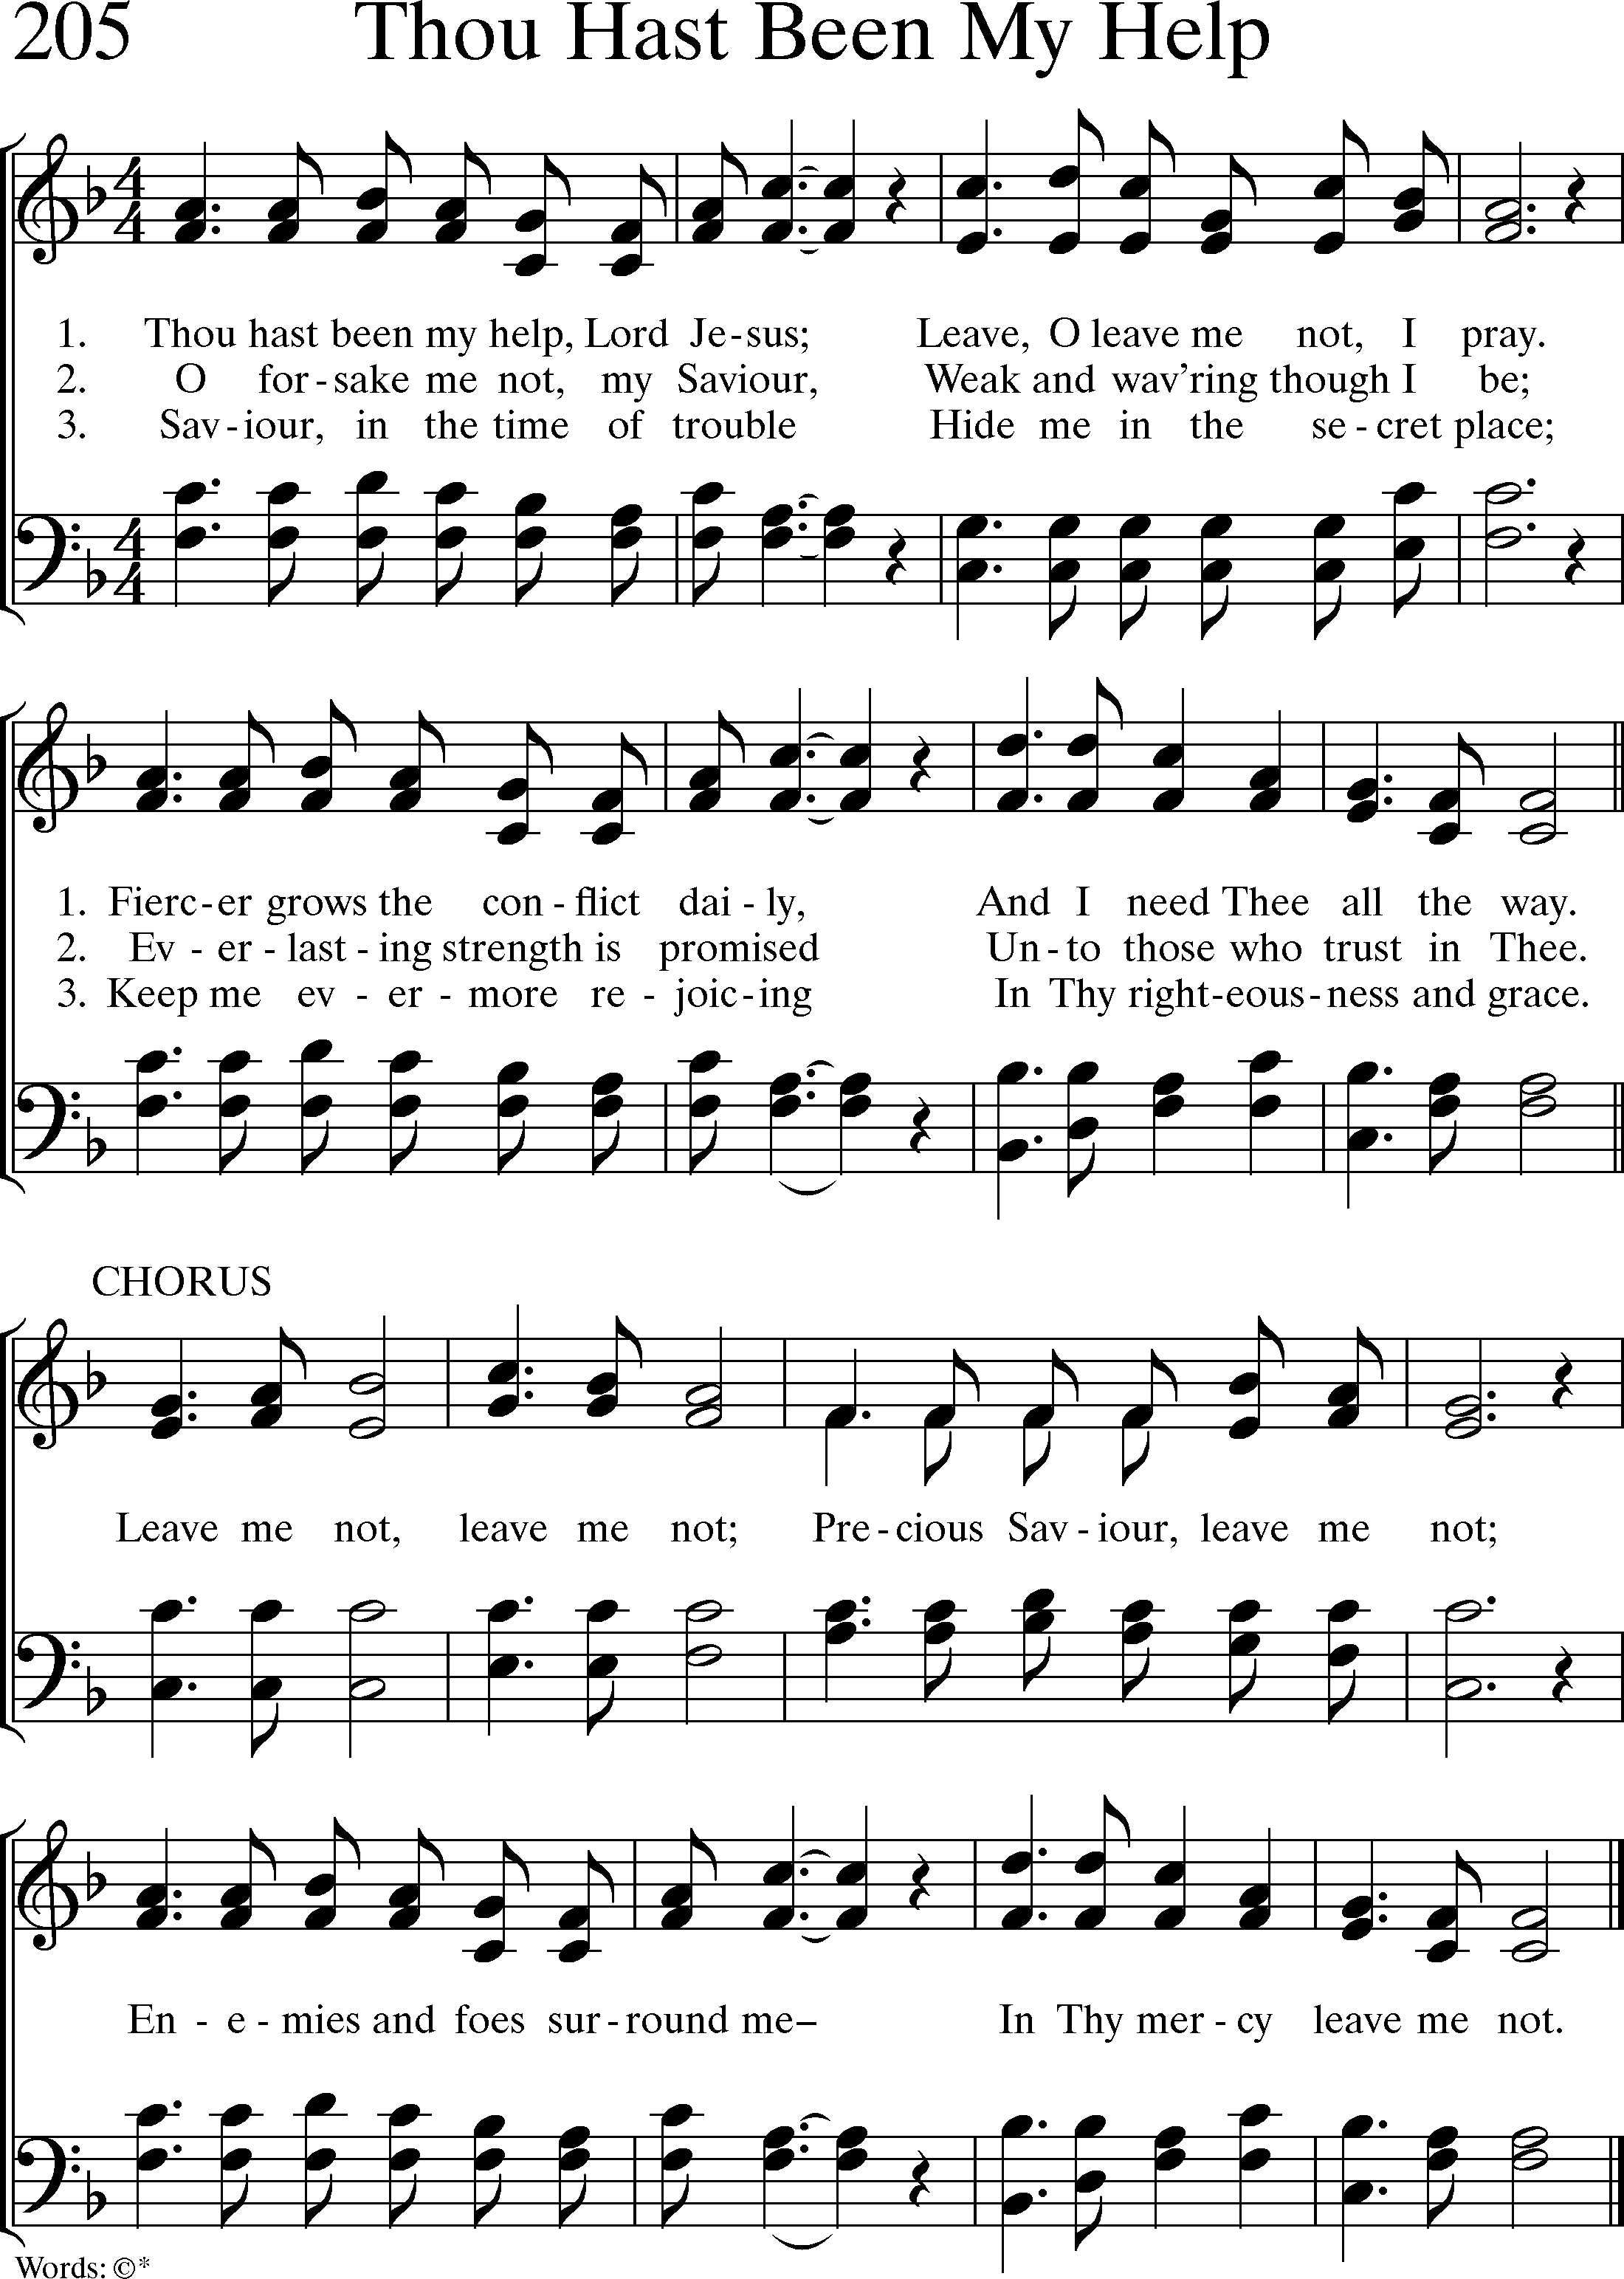 205 Thou Hast Been My Help
1. Thou hast been my help, Lord Je-sus; Leave, O leave me not, I pray.
2. O for-sake me not, my Saviour, Weak and wav'ring though I be;
3. Sav-iour, in the time of trouble Hide me in the se-cret place;
1. Fierc-er grows the con-flict dai-ly, And I need Thee all the way.
2. Ev-er-last-ing strength is promised Un-to those who trust in Thee.
3. Keep me ev-er-more re-joic-ing In Thy right-eous-ness and grace.
CHORUS
Leave me not, leave me not; Pre-cious Sav-iour, leave me not;
En-e-mies and foes sur-round me– In Thy mer-cy leave me not.
Words: ©*